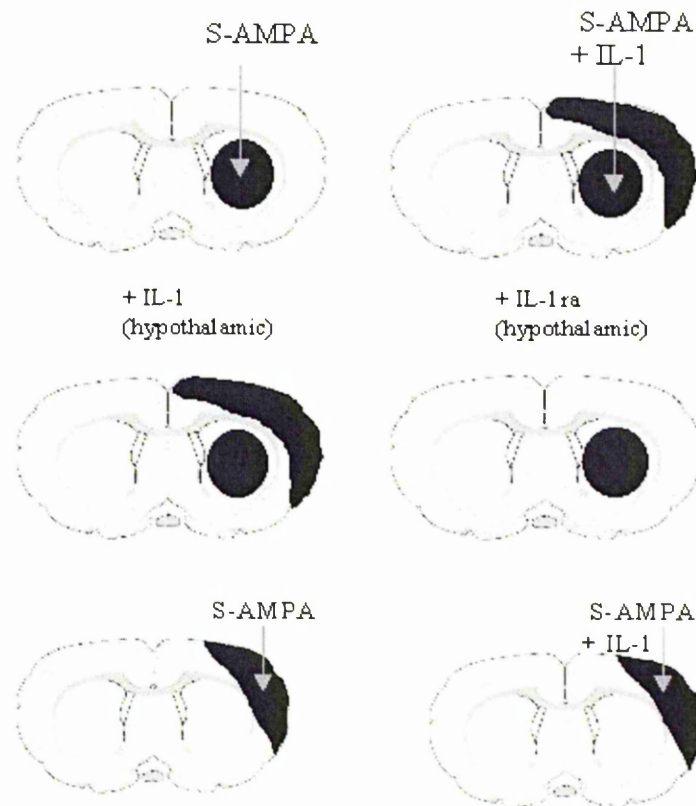 S-AMPA
S-AMPA
+ IL-1
+ IL-1
(hypothalamic)
+ IL-1ra
(hypothalamic)
S-AMPA
S-AMPA
+ IL-1